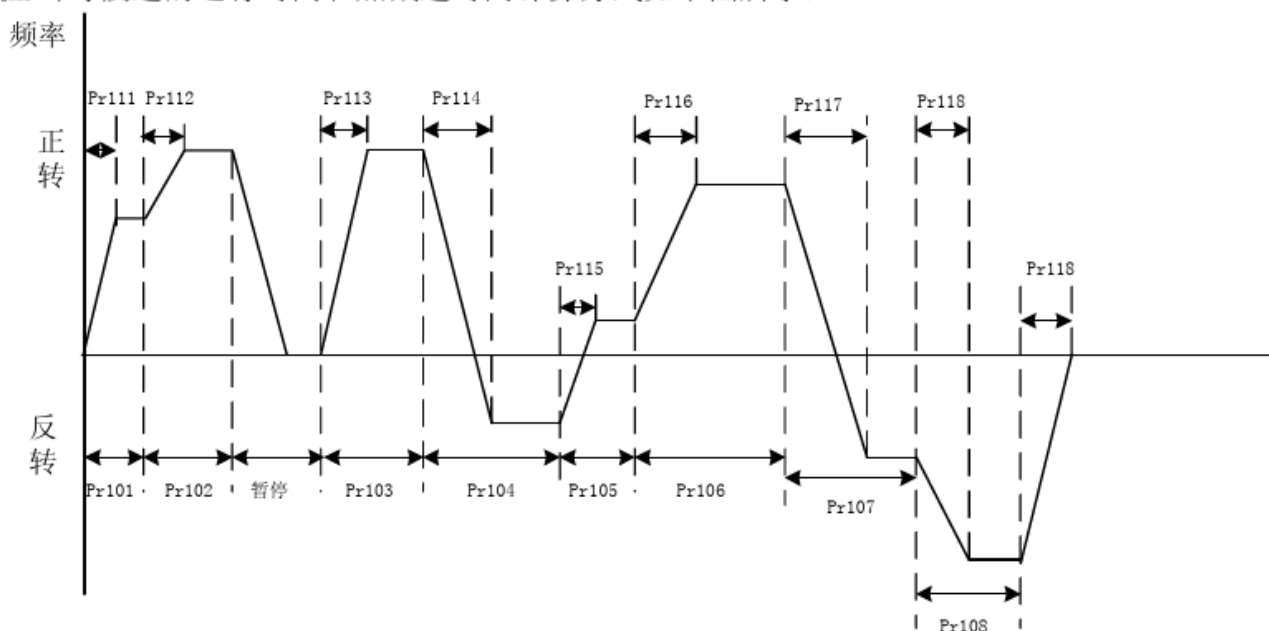 频率
Pr111 Pr112
Pr113
Pr114
Pr116
Pr117
Pr118
正
转
Pr115
Pr118
反
转
Pr101
Pr102
暂停
Pr103
Pr104
Pr105
Pr106
Pr107
Pr108